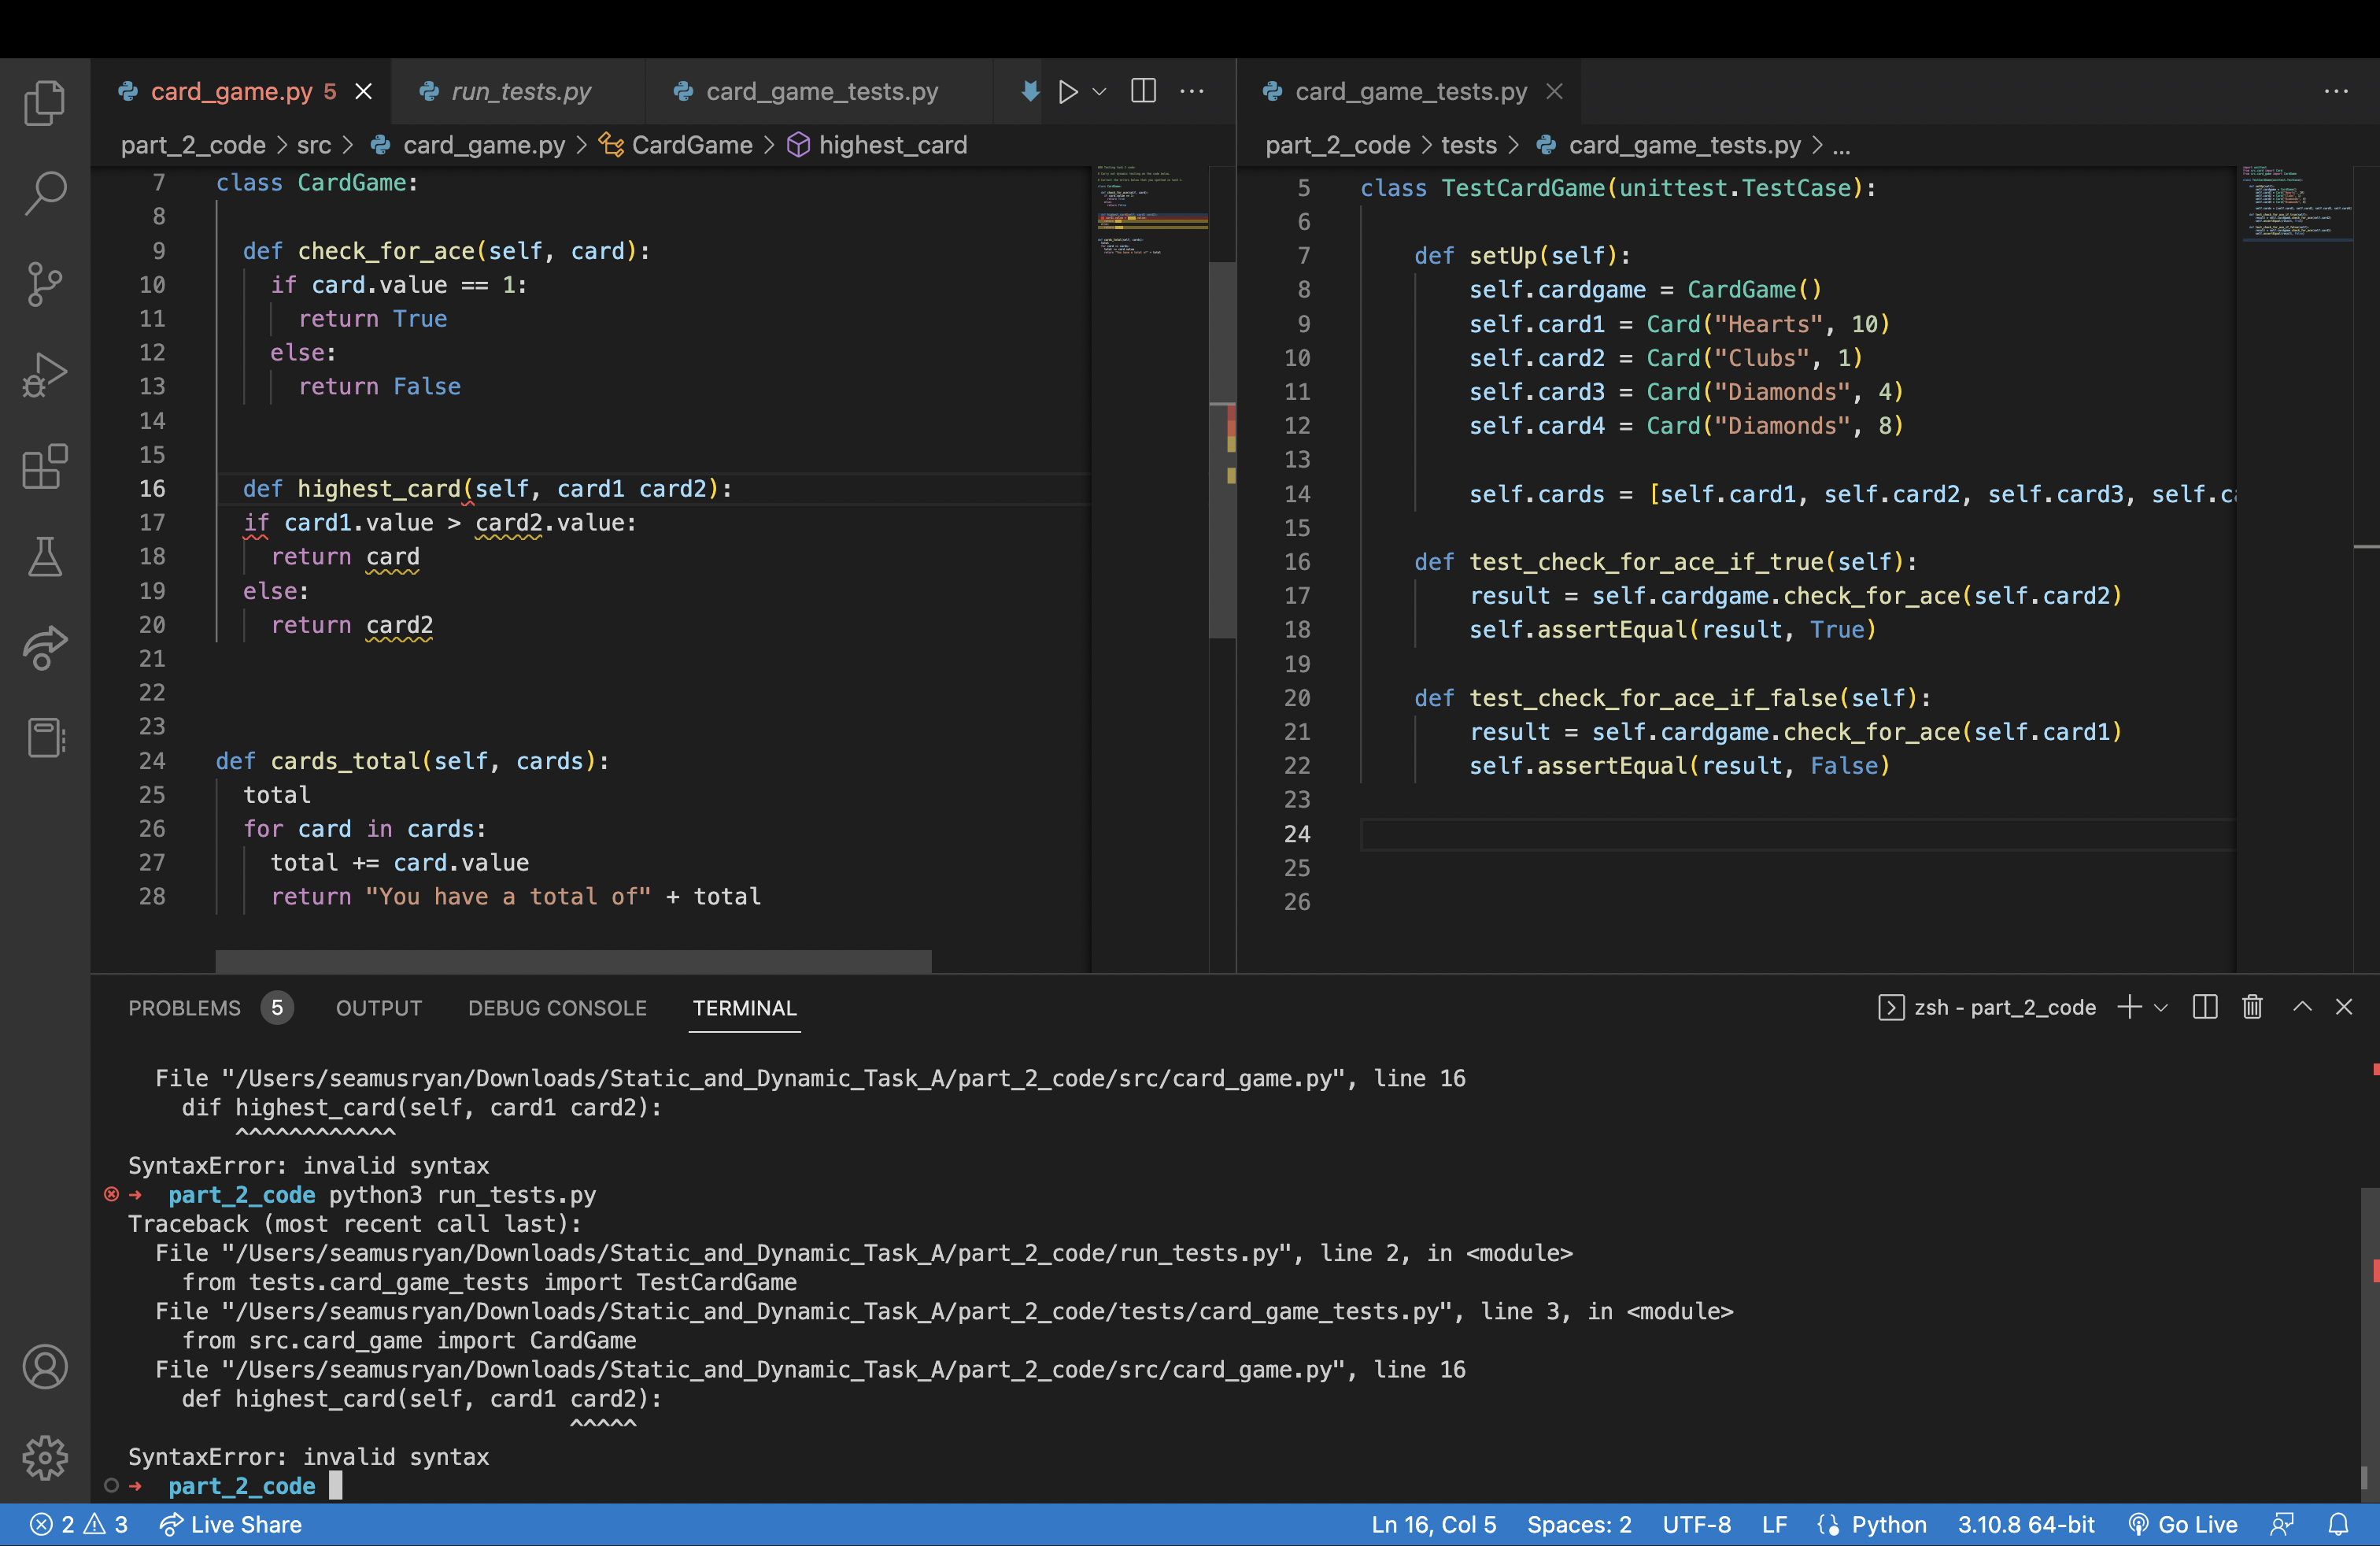 card_game.py 5
run_tests.py
card_game_tests.py
part_2_code > src > card_game.py > CardGame > highest_card
7 class CardGame:
8
9 def check_for_ace(self, card):
10 if card.value == 1:
11 return True
12 else:
13 return False
14
15
16 def highest_card(self, card1 card2):
17 if card1.value > card2.value:
18 return card
19 else:
20 return card2
21
22
23
24 def cards_total(self, cards):
25 total
26 for card in cards:
27 total += card.value
28 return "You have a total of" + total
card_game_tests.py
part_2_code > tests > card_game_tests.py > ...
5 class TestCardGame(unittest.TestCase):
6
7 def setUp(self):
8 self.cardgame = CardGame()
9 self.card1 = Card("Hearts", 10)
10 self.card2 = Card("Clubs", 1)
11 self.card3 = Card("Diamonds", 4)
12 self.card4 = Card("Diamonds", 8)
13
14 self.cards = [self.card1, self.card2, self.card3, self.ca
15
16 def test_check_for_ace_if_true(self):
17 result = self.cardgame.check_for_ace(self.card2)
18 self.assertEqual(result, True)
19
20 def test_check_for_ace_if_false(self):
21 result = self.cardgame.check_for_ace(self.card1)
22 self.assertEqual(result, False)
23
24
25
26
PROBLEMS 5 OUTPUT DEBUG CONSOLE TERMINAL
zsh - part_2_code
File "/Users/seamusryan/Downloads/Static_and_Dynamic_Task_A/part_2_code/src/card_game.py", line 16
dif highest_card(self, card1 card2):
^^^^^^^^^^^^
SyntaxError: invalid syntax
part_2_code python3 run_tests.py
Traceback (most recent call last):
File "/Users/seamusryan/Downloads/Static_and_Dynamic_Task_A/part_2_code/run_tests.py", line 2, in <module>
from tests.card_game_tests import TestCardGame
File "/Users/seamusryan/Downloads/Static_and_Dynamic_Task_A/part_2_code/tests/card_game_tests.py", line 3, in <module>
from src.card_game import CardGame
File "/Users/seamusryan/Downloads/Static_and_Dynamic_Task_A/part_2_code/src/card_game.py", line 16
def highest_card(self, card1 card2):
^^^^^
SyntaxError: invalid syntax
part_2_code
2 3 Live Share
Ln 16, Col 5 Spaces: 2 UTF-8 LF Python 3.10.8 64-bit Go Live